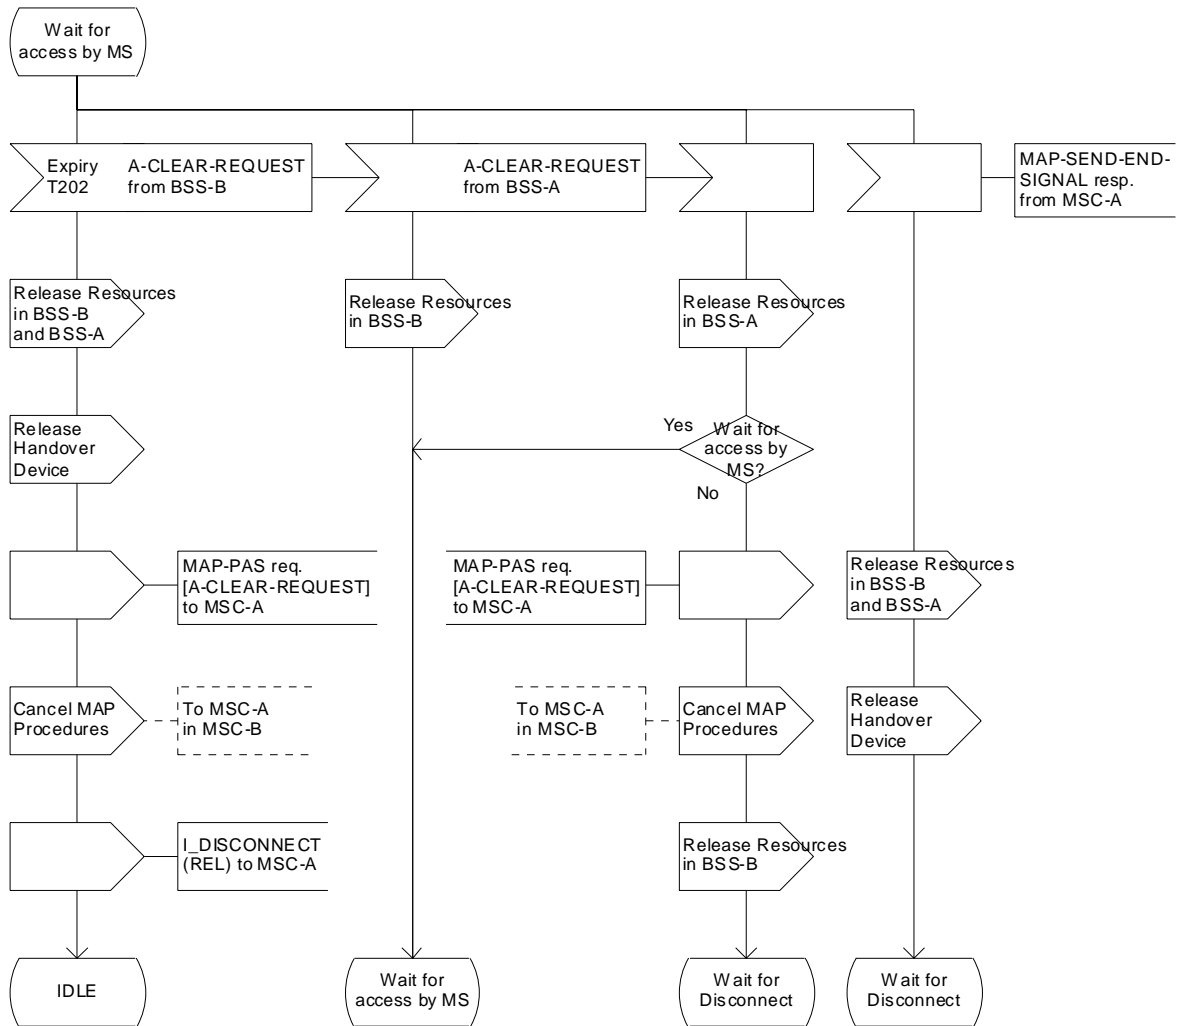 Wait for
access by MS
Expiry
T202
A-CLEAR-REQUEST
from BSS-B
A-CLEAR-REQUEST
from BSS-A
MAP-SEND-END-
SIGNAL resp.
from MSC-A
Release Resources
in BSS-B
and BSS-A
Release Resources
in BSS-B
Release Resources
in BSS-A
Release
Handover
Device
Yes
Wait for
access by
MS?
No
MAP-PAS req.
[A-CLEAR-REQUEST]
to MSC-A
MAP-PAS req.
[A-CLEAR-REQUEST]
to MSC-A
Release Resources
in BSS-B
and BSS-A
Cancel MAP
Procedures
To MSC-A
in MSC-B
To MSC-A
in MSC-B
Cancel MAP
Procedures
Release
Handover
Device
I_DISCONNECT
(REL) to MSC-A
Release Resources
in BSS-B
IDLE
Wait for
access by MS
Wait for
Disconnect
Wait for
Disconnect